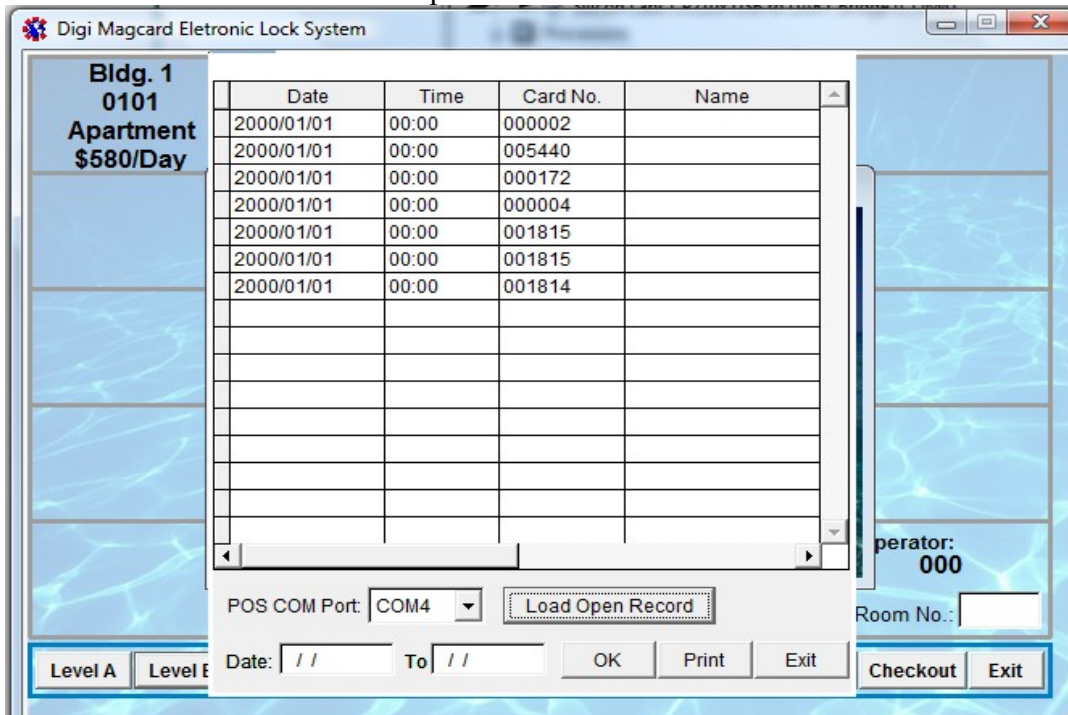 Digi Magcard Eletronic Lock System
Bldg. 1
0101
Apartment
$580/Day
Date Time Card No. Name
2000/01/01 00:00 000002
2000/01/01 00:00 005440
2000/01/01 00:00 000172
2000/01/01 00:00 000004
2000/01/01 00:00 001815
2000/01/01 00:00 001815
2000/01/01 00:00 001814
perator:
000
POS COM Port: COM4 Load Open Record
Room No.:
Date: / / To / / OK Print Exit
Level A Level Checkout Exit